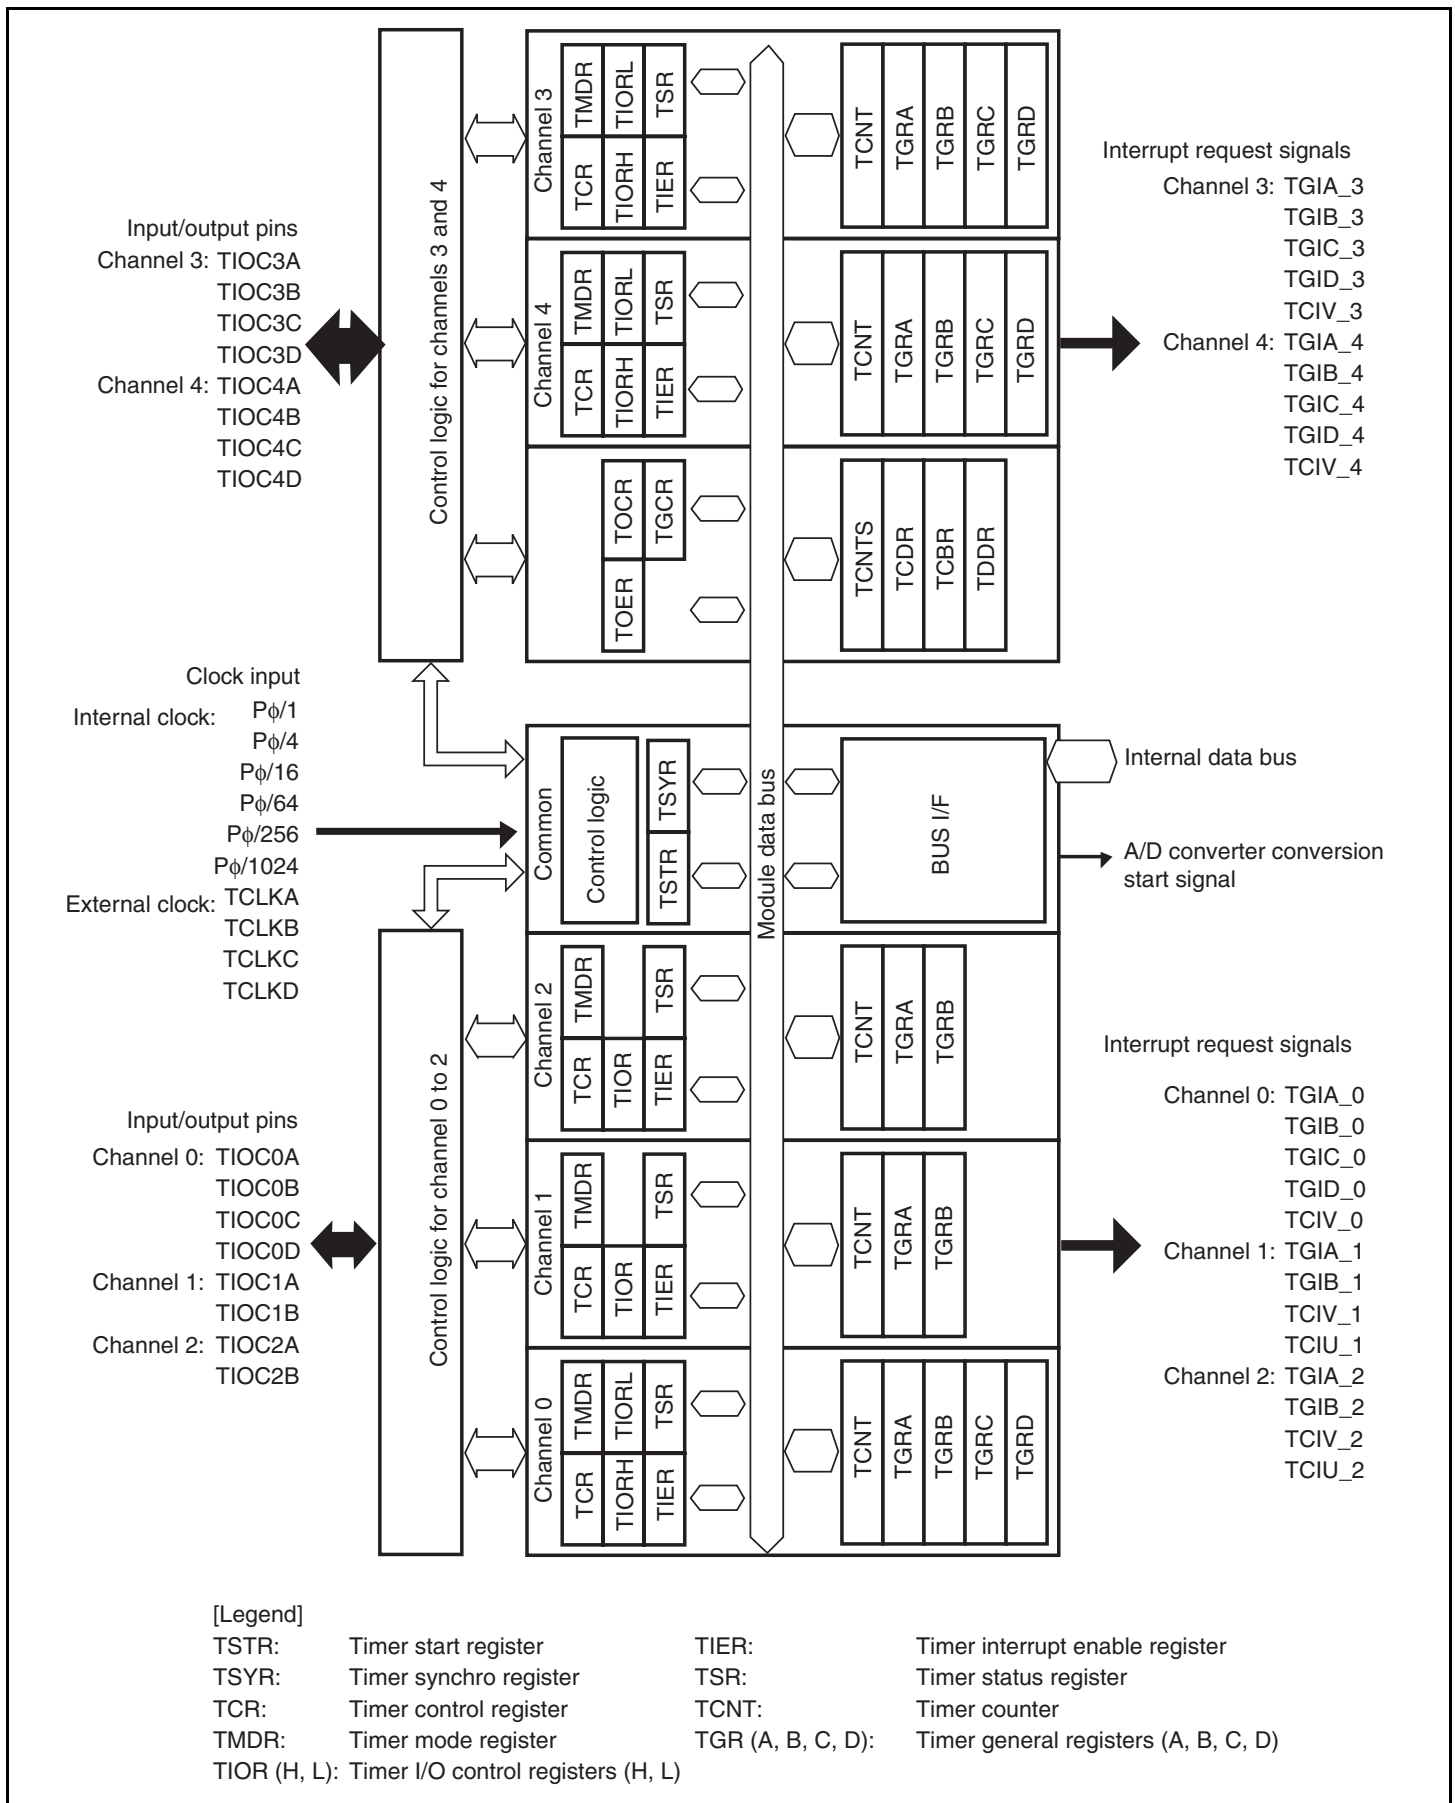 Input/output pins
Channel 3: TIOC3A
TIOC3B
TIOC3C
TIOC3D
Channel 4: TIOC4A
TIOC4B
TIOC4C
TIOC4D
Clock input
Internal clock: Pϕ/1
Pϕ/4
Pϕ/16
Pϕ/64
Pϕ/256
Pϕ/1024
External clock: TCLKA
TCLKB
TCLKC
TCLKD
Input/output pins
Channel 0: TIOC0A
TIOC0B
TIOC0C
TIOC0D
Channel 1: TIOC1A
TIOC1B
Channel 2: TIOC2A
TIOC2B
Control logic for channels 3 and 4
Control logic for channel 0 to 2
Channel 3
TMDR
TIORL
TSR
TCR
TIORH
TIER
TCNT
TGRA
TGRB
TGRC
TGRD
Channel 4
TMDR
TIORL
TSR
TCR
TIORH
TIER
TCNT
TGRA
TGRB
TGRC
TGRD
TOCR
TGCR
TOER
TCNTS
TCDR
TCBR
TDDR
Common
Control logic
TSYR
TSTR
Module data bus
BUS I/F
Channel 2
TMDR
TSR
TCR
TIOR
TIER
TCNT
TGRA
TGRB
Channel 1
TMDR
TSR
TCR
TIOR
TIER
TCNT
TGRA
TGRB
Channel 0
TMDR
TIORL
TSR
TCR
TIORH
TIER
TCNT
TGRA
TGRB
TGRC
TGRD
Interrupt request signals
Channel 3: TGIA_3
TGIB_3
TGIC_3
TGID_3
TCIV_3
Channel 4: TGIA_4
TGIB_4
TGIC_4
TGID_4
TCIV_4
Internal data bus
A/D converter conversion
start signal
Interrupt request signals
Channel 0: TGIA_0
TGIB_0
TGIC_0
TGID_0
TCIV_0
Channel 1: TGIA_1
TGIB_1
TCIV_1
TCIU_1
Channel 2: TGIA_2
TGIB_2
TCIV_2
TCIU_2
[Legend]
TSTR: Timer start register
TSYR: Timer synchro register
TCR: Timer control register
TMDR: Timer mode register
TIOR (H, L): Timer I/O control registers (H, L)
TIER: Timer interrupt enable register
TSR: Timer status register
TCNT: Timer counter
TGR (A, B, C, D): Timer general registers (A, B, C, D)